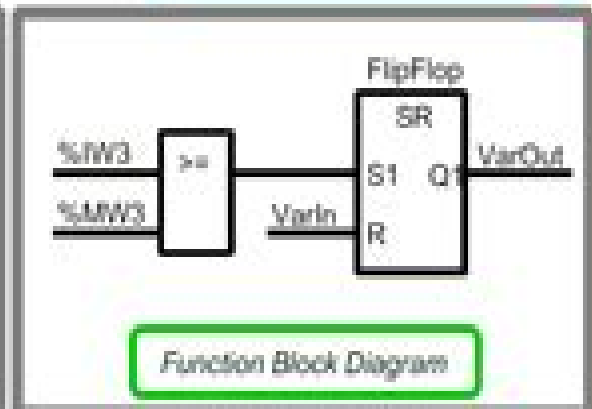 FlipFlop
SR
%IW3
>=
S1
Q1
VarOut
%MW3
VarIn
R
Function Block Diagram